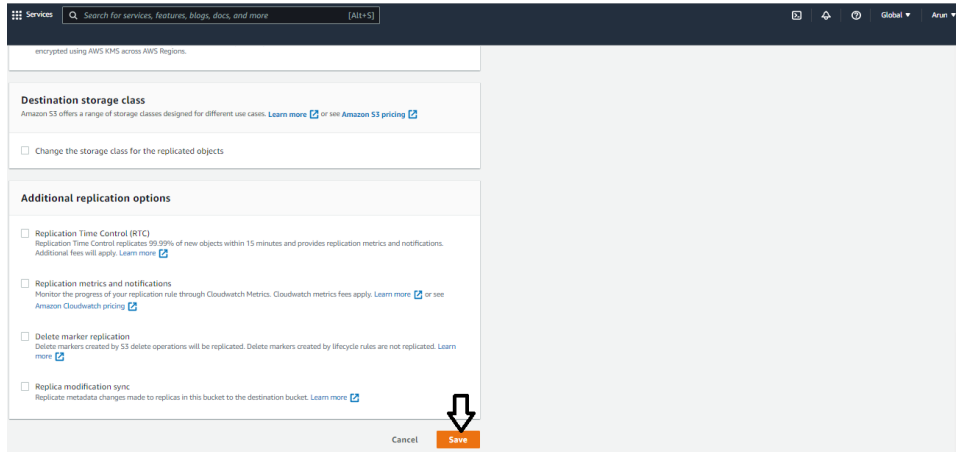 Services Search for services, features, blogs, docs, and more [Alt+S] Global ▼ Arun ▼
encrypted using AWS KMS across AWS Regions.
Destination storage class
Amazon S3 offers a range of storage classes designed for different use cases. Learn more or see Amazon S3 pricing
Change the storage class for the replicated objects
Additional replication options
Replication Time Control (RTC)
Replication Time Control replicates 99.99% of new objects within 15 minutes and provides replication metrics and notifications.
Additional fees will apply. Learn more
Replication metrics and notifications
Monitor the progress of your replication rule through Cloudwatch Metrics. Cloudwatch metrics fees apply. Learn more or see
Amazon Cloudwatch pricing
Delete marker replication
Delete markers created by S3 delete operations will be replicated. Delete markers created by lifecycle rules are not replicated. Learn
more
Replica modification sync
Replicate metadata changes made to replicas in this bucket to the destination bucket. Learn more
Cancel Save